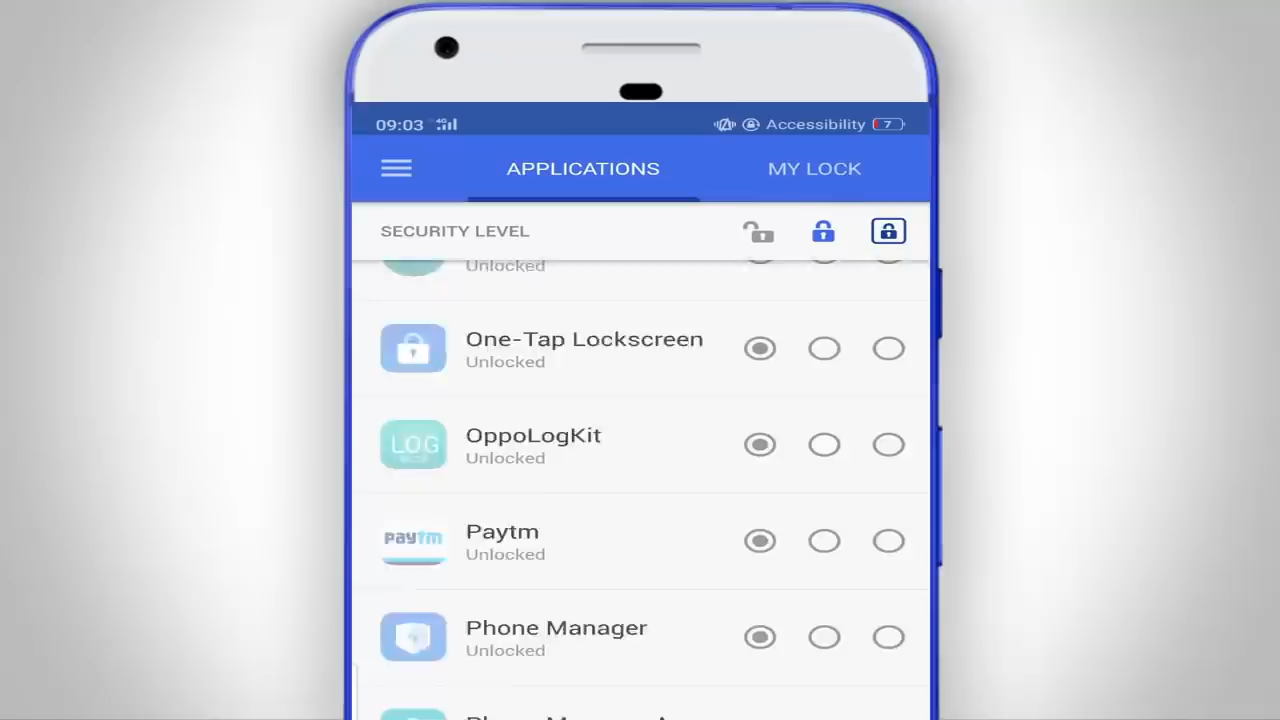 09:03 4G Accessibility 7
APPLICATIONS MY LOCK
SECURITY LEVEL
Unlocked
One-Tap Lockscreen
Unlocked
LOG
OppoLogKit
Unlocked
paytm
Paytm
Unlocked
Phone Manager
Unlocked